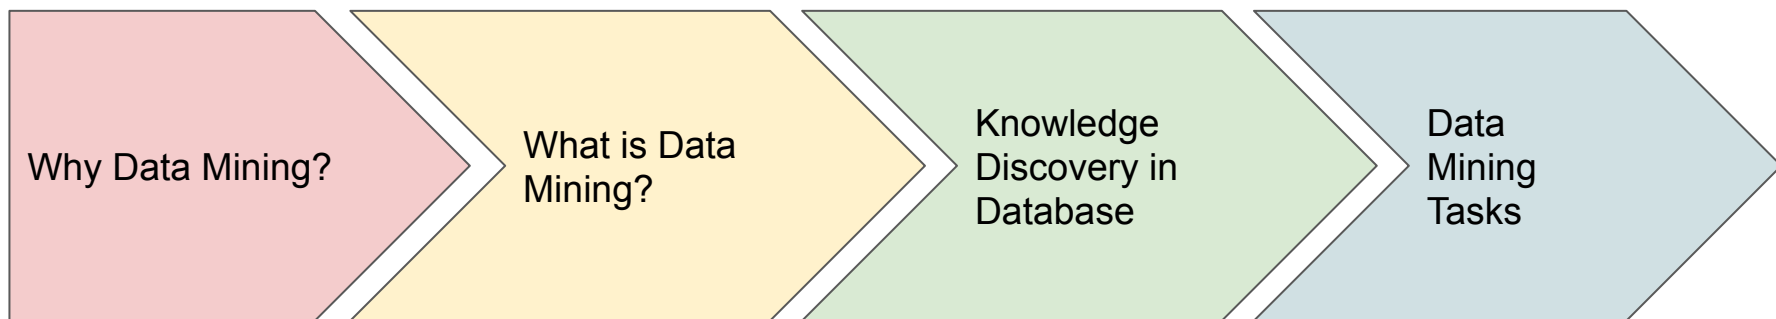 Why Data Mining?
What is Data
Mining?
Knowledge
Discovery in
Database
Data
Mining
Tasks